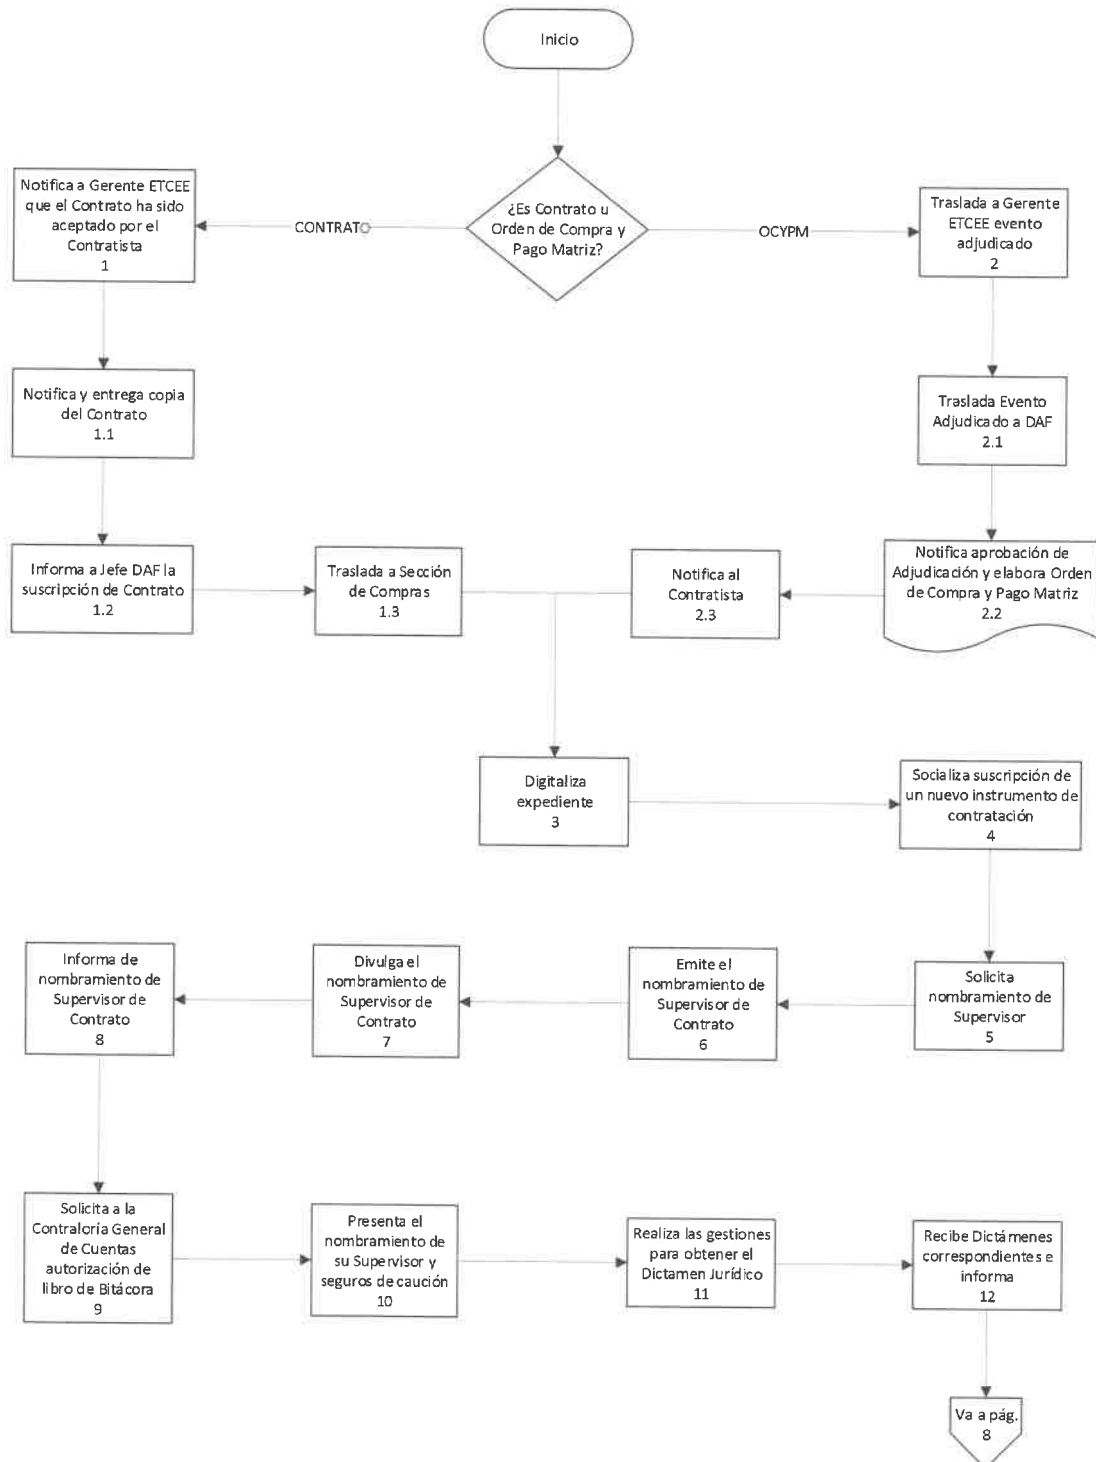 Inicio
¿Es Contrato u
Orden de Compra y
Pago Matriz?
CONTRATO
OCYPM
Notifica a Gerente ETCEE
que el Contrato ha sido
aceptado por el
Contratista
1
Traslada a Gerente
ETCEE evento
adjudicado
2
Notifica y entrega copia
del Contrato
1.1
Traslada Evento
Adjudicado a DAF
2.1
Informa a Jefe DAF la
suscripción de Contrato
1.2
Traslada a Sección
de Compras
1.3
Notifica al
Contratista
2.3
Notifica aprobación de
Adjudicación y elabora Orden
de Compra y Pago Matriz
2.2
Digitaliza
expediente
3
Socializa suscripción de
un nuevo instrumento de
contratación
4
Informa de
nombramiento de
Supervisor de
Contrato
8
Divulga el
nombramiento de
Supervisor de
Contrato
7
Emite el
nombramiento de
Supervisor de
Contrato
6
Solicita
nombramiento de
Supervisor
5
Solicita a la
Contraloría General
de Cuentas
autorización de
libro de Bitácora
9
Presenta el
nombramiento de
su Supervisor y
seguros de caución
10
Realiza las gestiones
para obtener el
Dictamen Jurídico
11
Recibe Dictámenes
correspondientes e
informa
12
Va a pág.
8